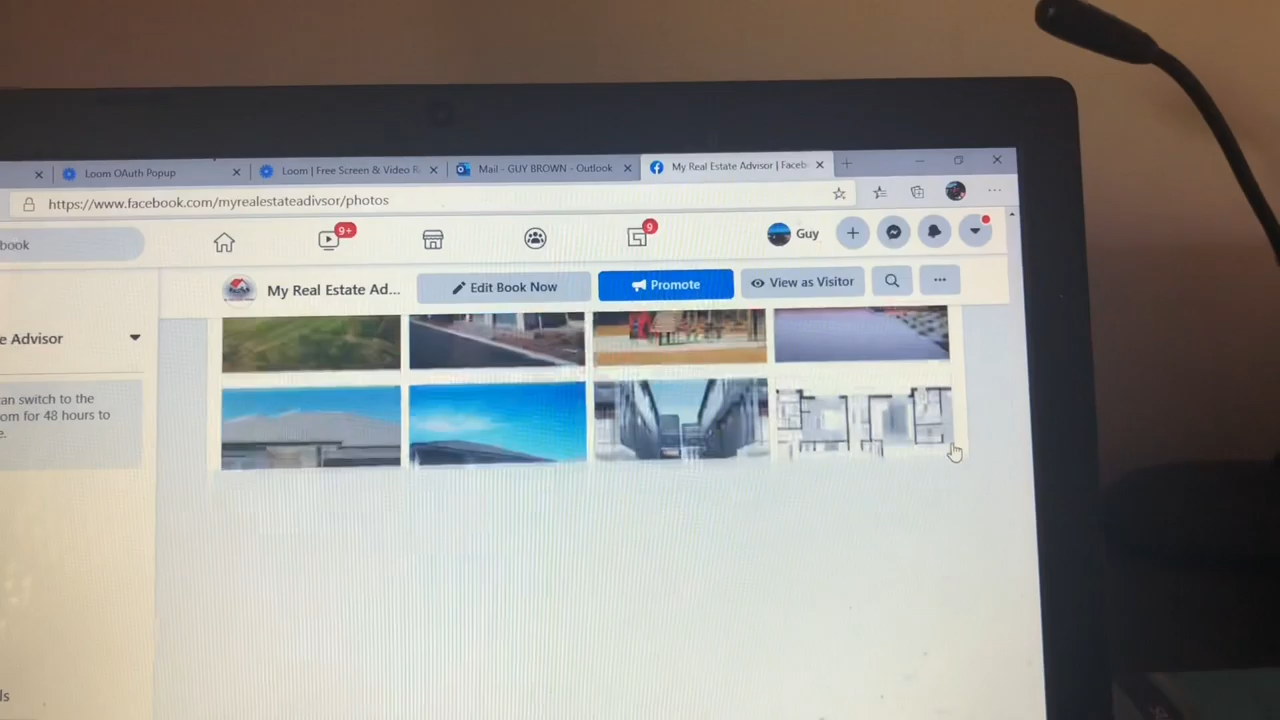 Loom OAuth Popup
Loom | Free Screen & Video R
Mail - GUY BROWN - Outlook
My Real Estate Advisor | Faceb
https://www.facebook.com/myrealestateadivsor/photos
book
9+
9
Guy
My Real Estate Ad...
Edit Book Now
Promote
View as Visitor
e Advisor
can switch to the
om for 48 hours to
e.
ls